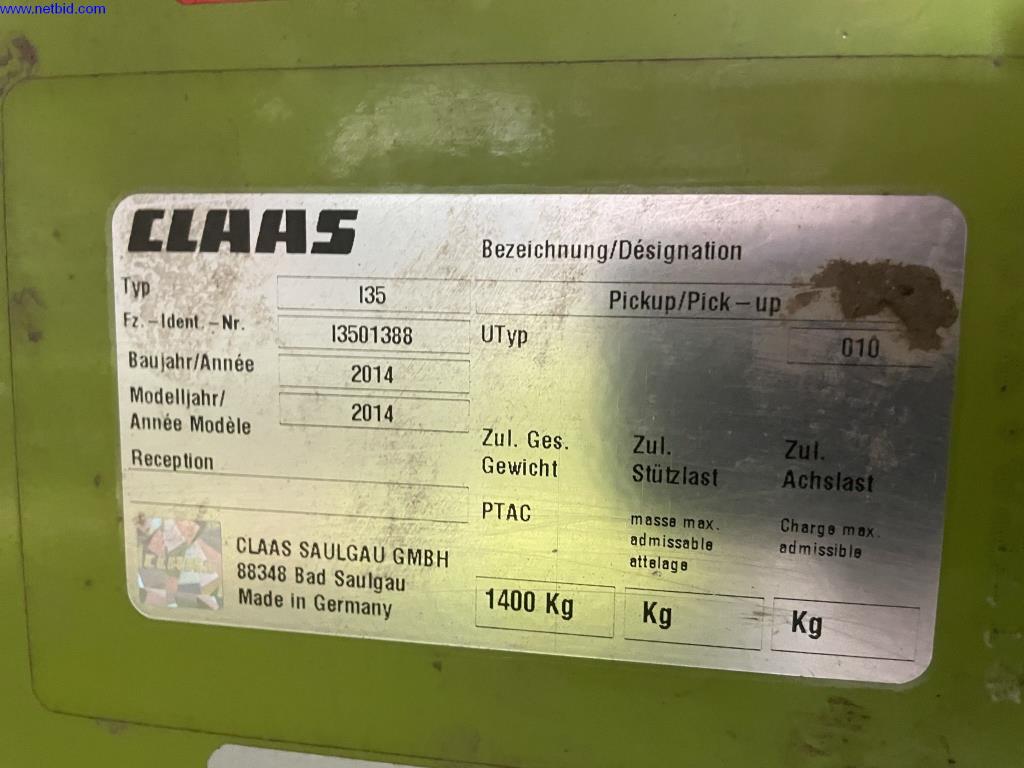 www.netbid.com
CLAAS
Bezeichnung/Désignation
Typ I35 Pickup/Pick-up
Fz.-Ident.-Nr. I3501388 UTyp 010
Baujahr/Année 2014
Modelljahr/
Année Modèle 2014
Reception
Zul. Ges.
Gewicht
PTAC
1400 Kg
Zul.
Stützlast
masse max.
admissable
attelage
Kg
Zul.
Achslast
Charge max.
admissible
Kg
CLAAS
CLAAS SAULGAU GMBH
88348 Bad Saulgau
Made in Germany